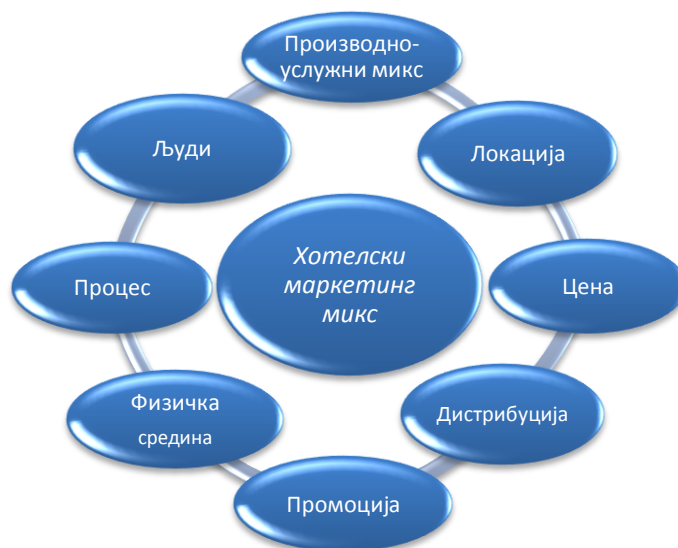 Производно-
услужни микс
Људи
Локација
Хотелски
маркетинг
микс
Процес
Цена
Физичка
средина
Дистрибуција
Промоција